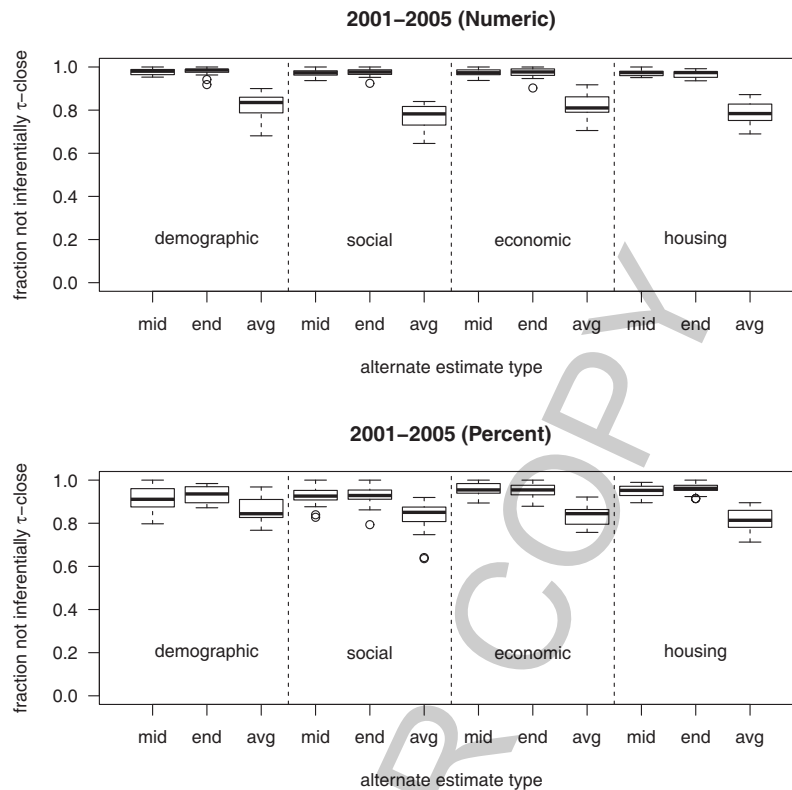 2001−2005 (Numeric)
fraction not inferentially τ−close
1.0
0.8
0.6
0.4
0.2
0.0
demographic social economic housing
mid end avg mid end avg mid end avg mid end avg
alternate estimate type
2001−2005 (Percent)
fraction not inferentially τ−close
1.0
0.8
0.6
0.4
0.2
0.0
demographic social economic housing
mid end avg mid end avg mid end avg mid end avg
alternate estimate type
R COPY